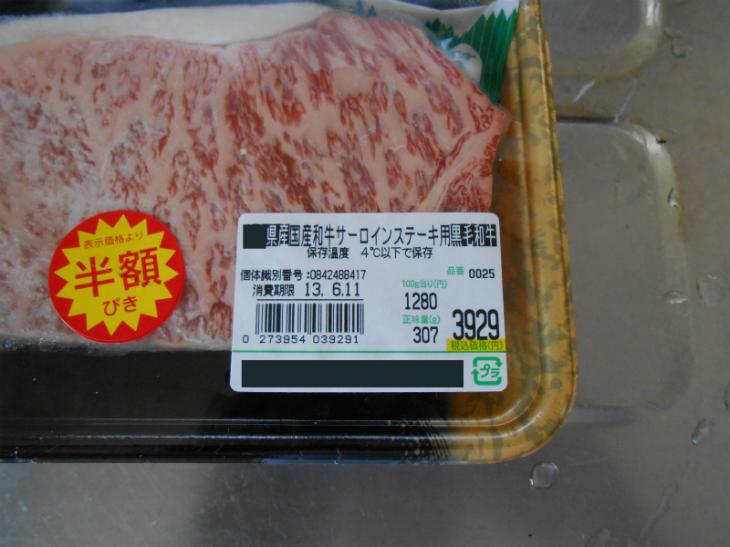 県産国産和牛サーロインステーキ用黒毛和牛
保存温度 4℃以下で保存
個体識別番号:0842488417
品番 0025
消費期限 13. 6.11
100g当り(円)
1280
正味量(g)
307
3929
税込価格(円)
0 273954 039291
プラ
表示価格より
半額
びき